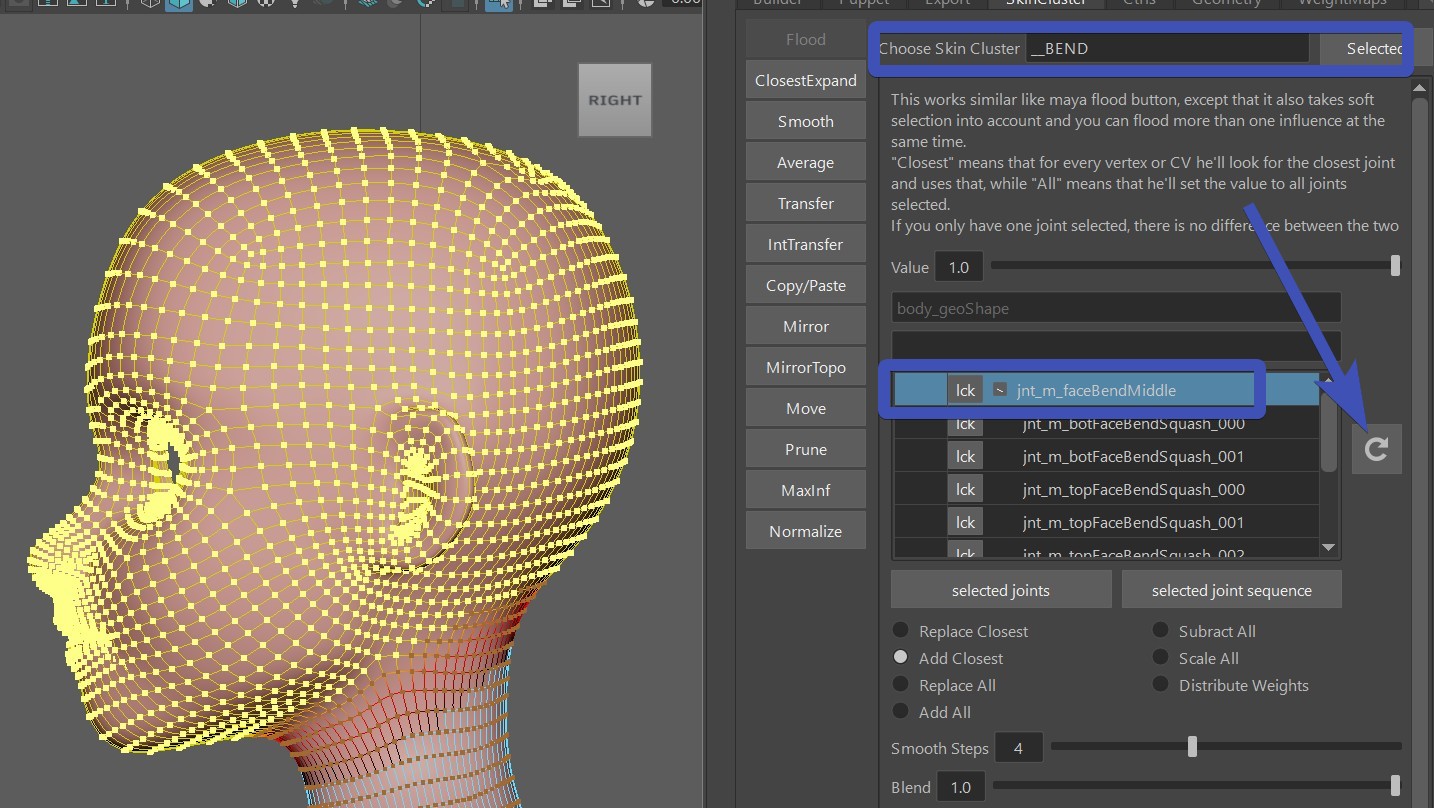 0.00
Builder Puppet Export SkinCluster Ctrls Geometry WeightMaps
RIGHT
Flood
ClosestExpand
Smooth
Average
Transfer
IntTransfer
Copy/Paste
Mirror
MirrorTopo
Move
Prune
MaxInf
Normalize
Choose Skin Cluster __BEND Selected
This works similar like maya flood button, except that it also takes soft
selection into account and you can flood more than one influence at the
same time.
"Closest" means that for every vertex or CV he'll look for the closest joint
and uses that, while "All" means that he'll set the value to all joints
selected.
If you only have one joint selected, there is no difference between the two
Value 1.0
body_geoShape
lck jnt_m_faceBendMiddle
lck jnt_m_botFaceBendSquash_000
lck jnt_m_botFaceBendSquash_001
lck jnt_m_topFaceBendSquash_000
lck jnt_m_topFaceBendSquash_001
lck jnt_m_topFaceBendSquash_002
selected joints selected joint sequence
Replace Closest Subract All
Add Closest Scale All
Replace All Distribute Weights
Add All
Smooth Steps 4
Blend 1.0